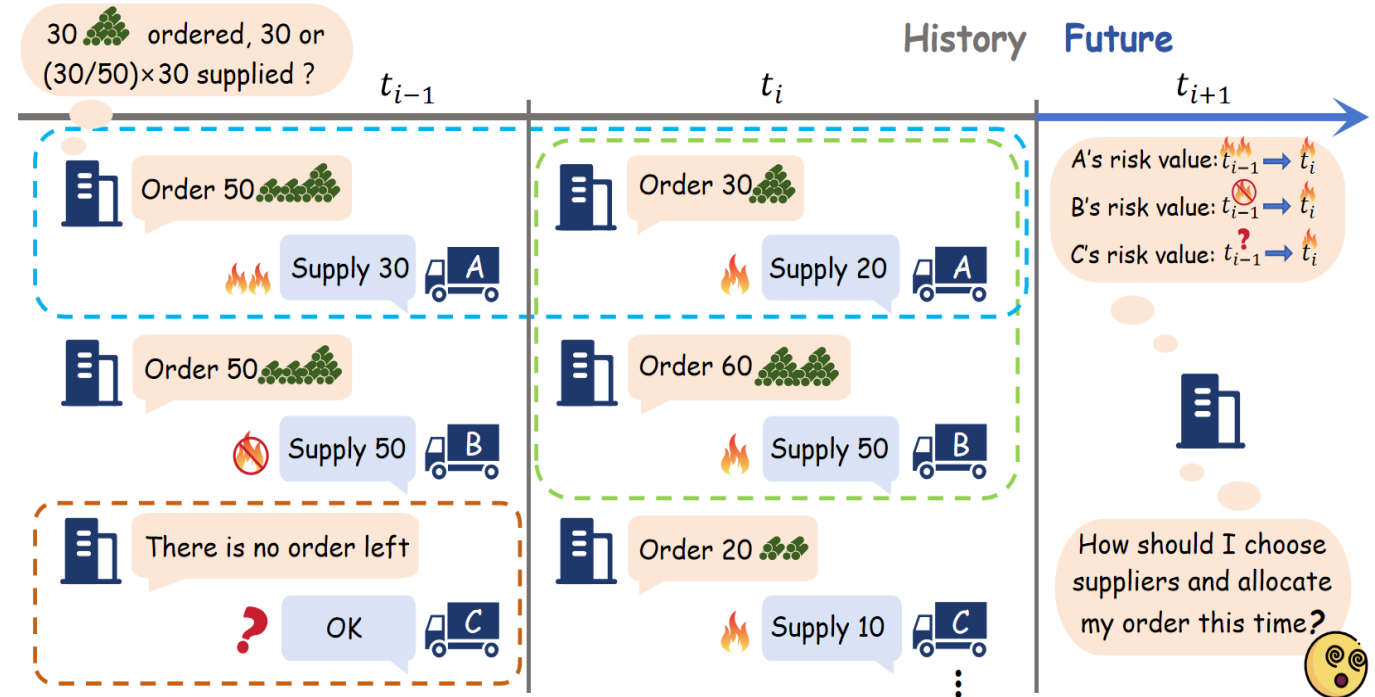 30 ordered, 30 or
(30/50)×30 supplied ?
History Future
t_{i-1} t_i t_{i+1}
Order 50
Supply 30 A
Order 30
Supply 20 A
Order 50
Supply 50 B
Order 60
Supply 50 B
There is no order left
? OK C
Order 20
Supply 10 C
⋮
A's risk value: t_{i-1} → t_i
B's risk value: t_{i-1} → t_i
?
C's risk value: t_{i-1} → t_i
How should I choose
suppliers and allocate
my order this time?